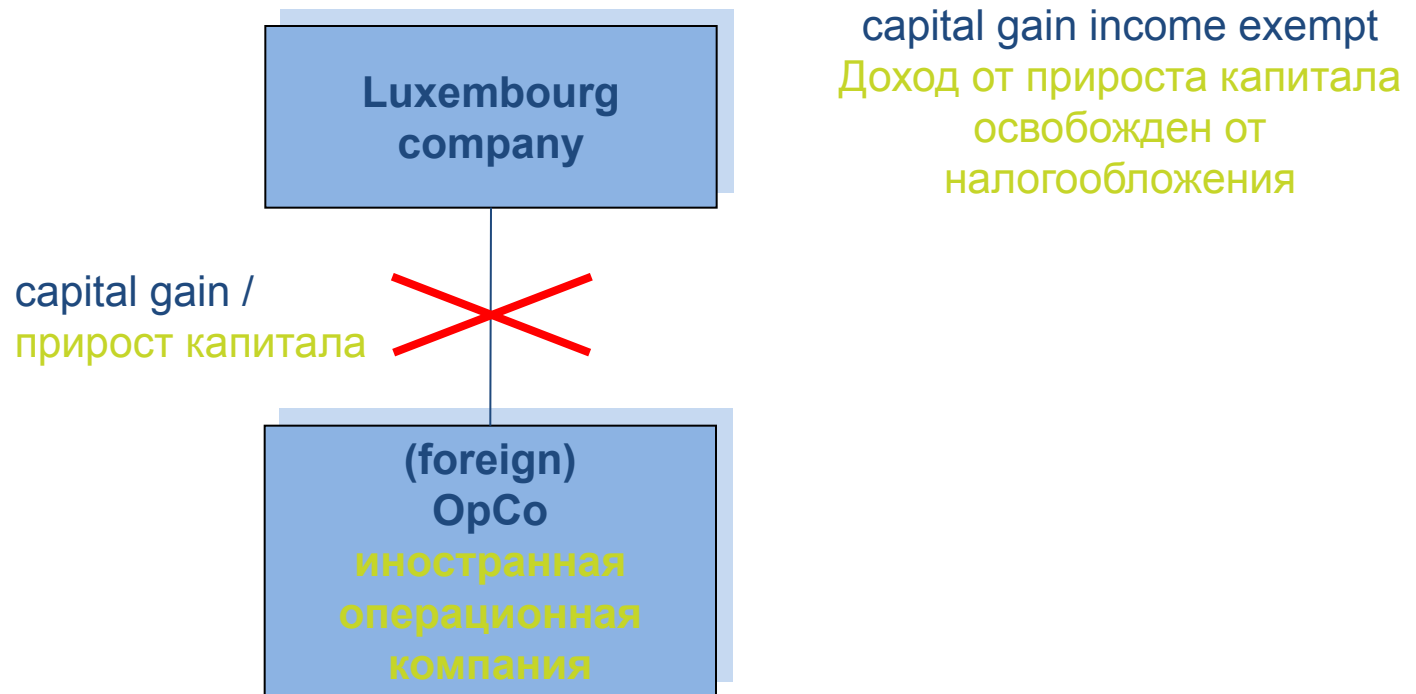 capital gain income exempt
Доход от прироста капитала
освобожден от
налогообложения
Luxembourg
company
capital gain /
прирост капитала
(foreign)
OpCo
иностранная
операционная
компания